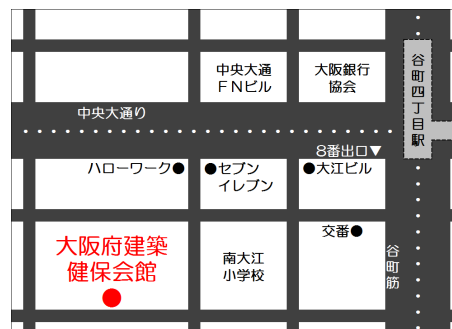 中央大通
ＦＮビル
大阪銀行
協会
谷町四丁目駅
中央大通り
8番出口▼
ハローワーク●
●セブン
イレブン
●大江ビル
交番●
大阪府建築
健保会館
南大江
小学校
谷町筋